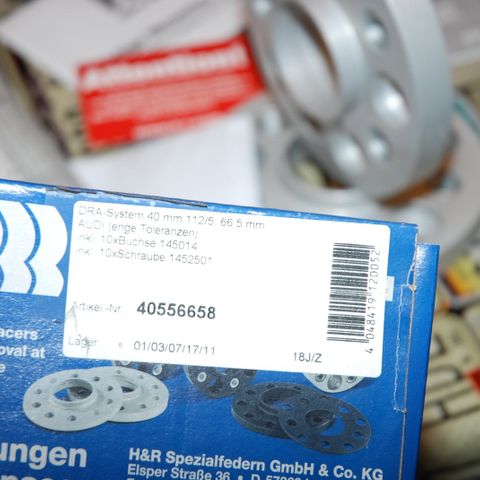 Attention!
DRA-System 40 mm 112/5 66,5 mm
AUDI (enge Toleranzen)
inkl. 10xBuchse 145014
inkl. 10xSchraube 1452501
Artikel-Nr. 40556658
Lager: 01/03/07/17/11
18J/Z
4 048419 120052
acers
oval at
e
ungen
H&R Spezialfedern GmbH & Co. KG
Elsper Straße 36 • D